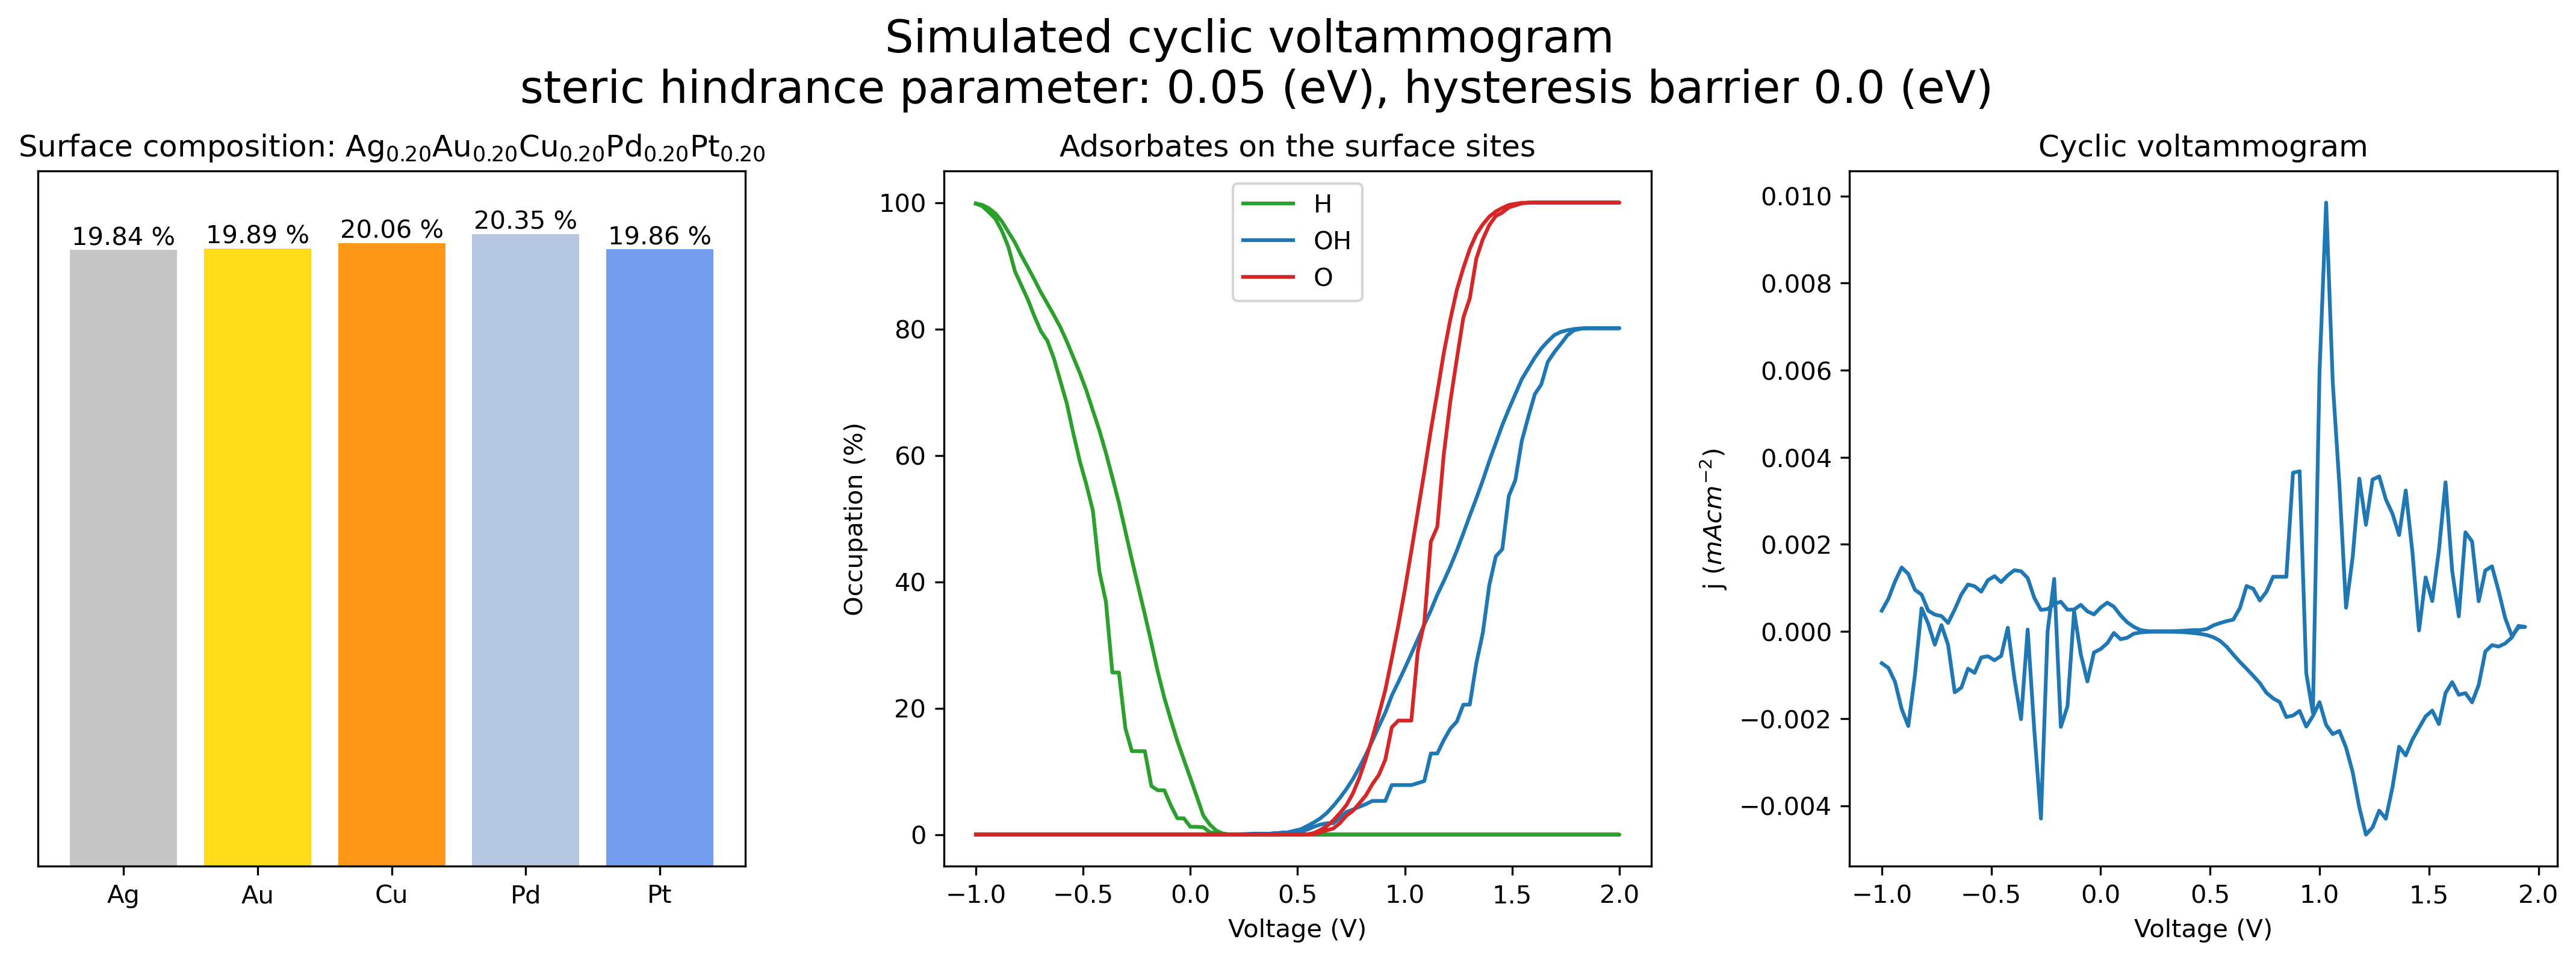 Simulated cyclic voltammogram
steric hindrance parameter: 0.05 (eV), hysteresis barrier 0.0 (eV)
Surface composition: Ag0.20Au0.20Cu0.20Pd0.20Pt0.20
19.84 %
19.89 %
20.06 %
20.35 %
19.86 %
Ag
Au
Cu
Pd
Pt
Adsorbates on the surface sites
H
OH
O
Occupation (%)
100
80
60
40
20
0
−1.0
−0.5
0.0
0.5
1.0
1.5
2.0
Voltage (V)
Cyclic voltammogram
j (mAcm−2)
0.010
0.008
0.006
0.004
0.002
0.000
−0.002
−0.004
−1.0
−0.5
0.0
0.5
1.0
1.5
2.0
Voltage (V)